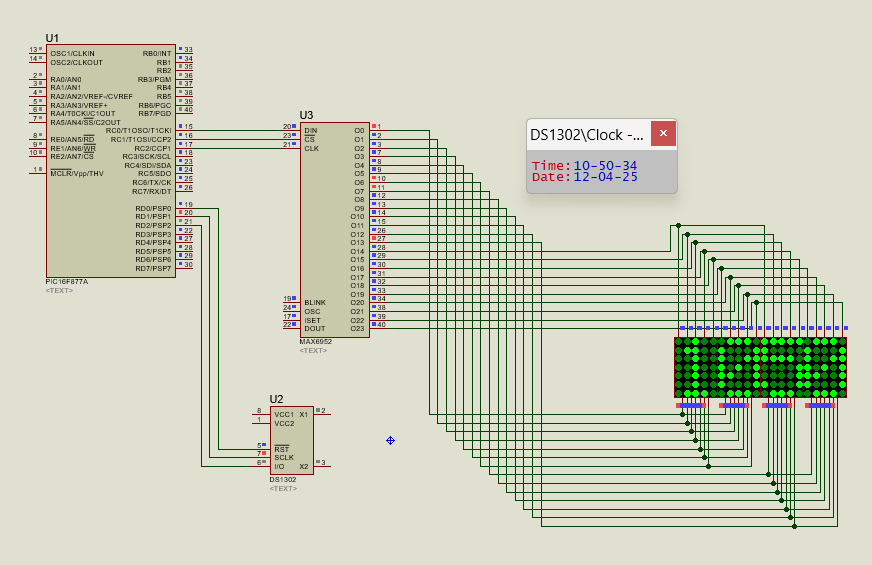 U1
13 OSC1/CLKIN RB0/INT 33
14 OSC2/CLKOUT RB1 34
RB2 35
2 RA0/AN0 RB3/PGM 36
3 RA1/AN1 RB4 37
4 RA2/AN2/VREF-/CVREF RB5 38
5 RA3/AN3/VREF+ RB6/PGC 39
6 RA4/T0CKI/C1OUT RB7/PGD 40
7 RA5/AN4/SS/C2OUT
RC0/T1OSO/T1CKI 15
8 RE0/AN5/RD RC1/T1OSI/CCP2 16
9 RE1/AN6/WR RC2/CCP1 17
10 RE2/AN7/CS RC3/SCK/SCL 18
RC4/SDI/SDA 23
1 MCLR/Vpp/THV RC5/SDO 24
RC6/TX/CK 25
RC7/RX/DT 26
RD0/PSP0 19
RD1/PSP1 20
RD2/PSP2 21
RD3/PSP3 22
RD4/PSP4 27
RD5/PSP5 28
RD6/PSP6 29
RD7/PSP7 30
PIC16F877A
<TEXT>
U3
20 DIN O0 1
23 CS O1 2
21 CLK O2 3
O3 7
O4 8
O5 9
O6 10
O7 11
O8 12
O9 13
O10 14
O11 15
O12 26
O13 27
O14 28
O15 29
O16 30
O17 31
O18 32
O19 33
19 BLINK O20 34
24 OSC O21 38
17 ISET O22 39
22 DOUT O23 40
MAX6952
<TEXT>
DS1302\Clock -...
Time:10-50-34
Date:12-04-25
U2
8 VCC1 X1 2
1 VCC2
5 RST
7 SCLK
6 I/O X2 3
DS1302
<TEXT>